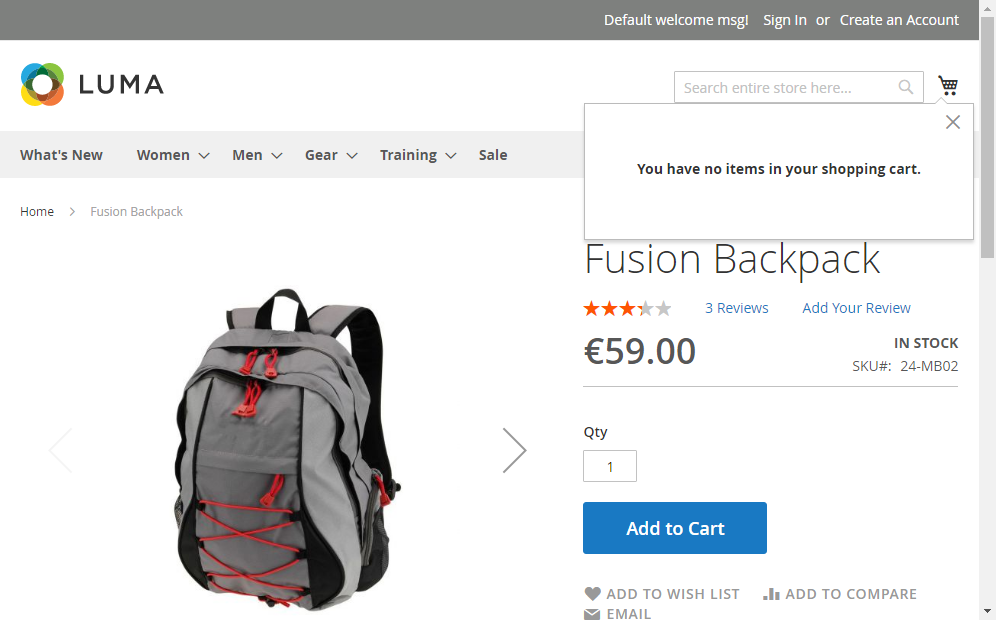 Default welcome msg! Sign In or Create an Account
LUMA
Search entire store here...
What's New Women Men Gear Training Sale
You have no items in your shopping cart.
Home Fusion Backpack
Fusion Backpack
3 Reviews Add Your Review
€59.00
IN STOCK
SKU#: 24-MB02
Qty
1
Add to Cart
ADD TO WISH LIST ADD TO COMPARE
EMAIL